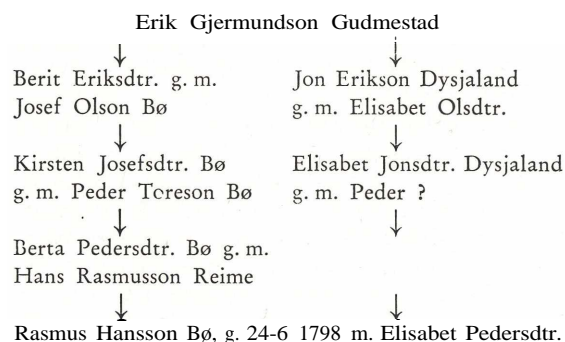 Erik Gjermundson Gudmestad
Berit Eriksdtr. g. m.
Josef Olson Bø
Jon Erikson Dysjaland
g. m. Elisabet Olsdtr.
Kirsten Josefsdtr. Bø
g. m. Peder Toreson Bø
Elisabet Jonsdtr. Dysjaland
g. m. Peder ?
Berta Pedersdtr. Bø g. m.
Hans Rasmusson Reime
Rasmus Hansson Bø, g. 24-6 1798 m. Elisabet Pedersdtr.